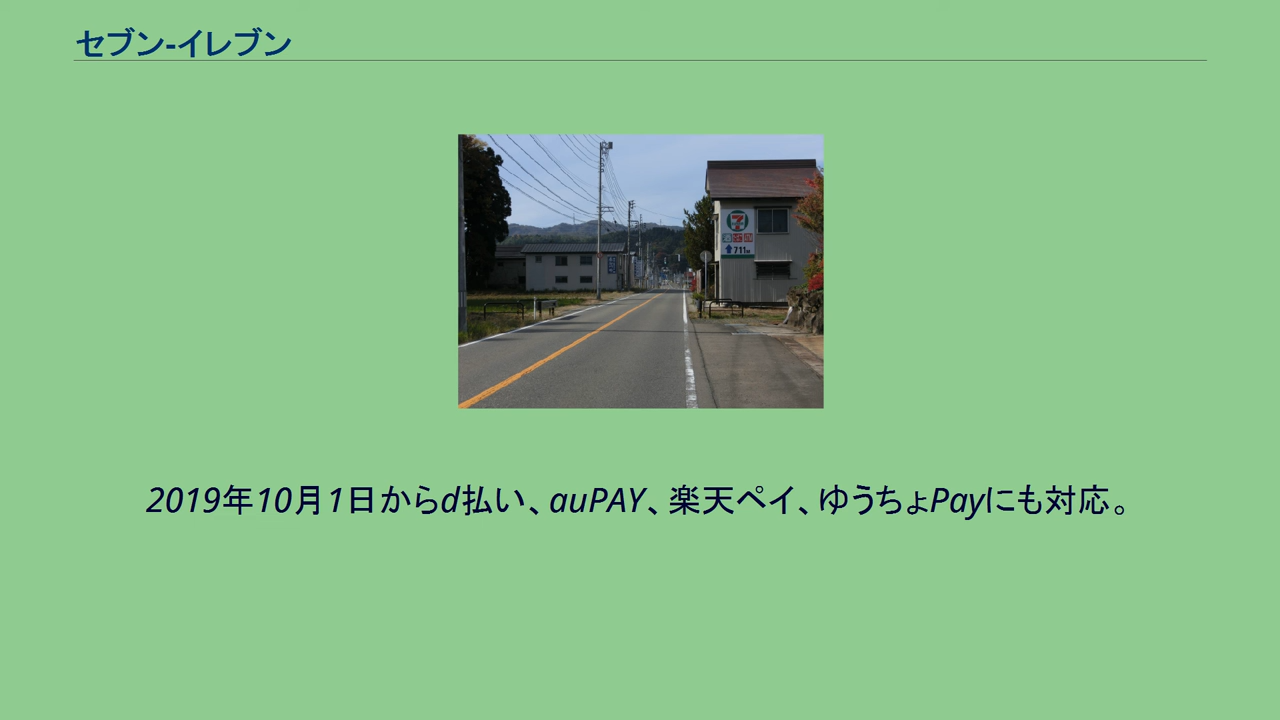 セブン-イレブン
711m
2019年10月1日からd払い、auPAY、楽天ペイ、ゆうちょPayにも対応。